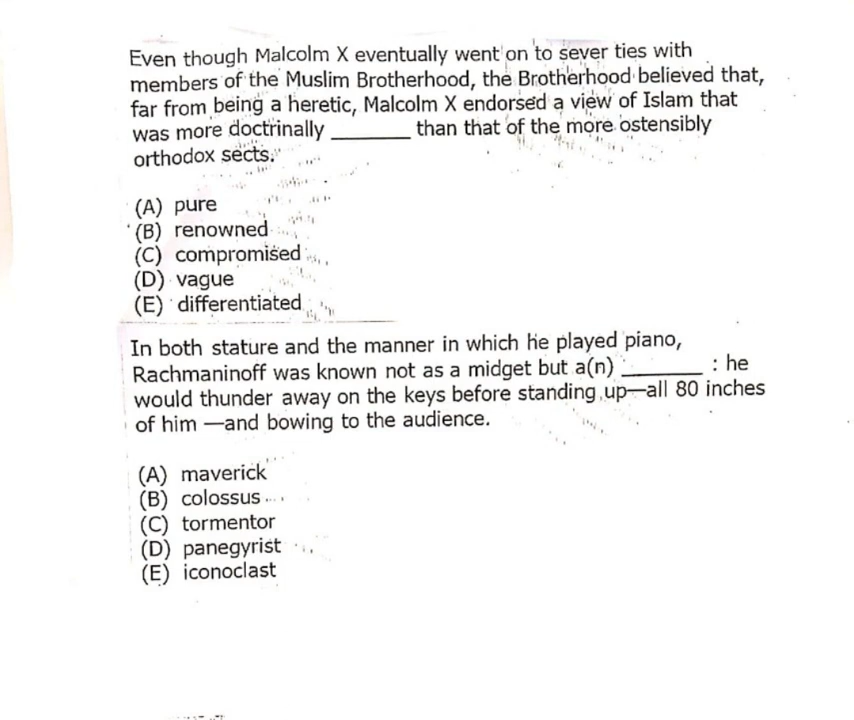 Even though Malcolm X eventually went on to sever ties with
members of the Muslim Brotherhood, the Brotherhood believed that,
far from being a heretic, Malcolm X endorsed a view of Islam that
was more doctrinally ________ than that of the more ostensibly
orthodox sects.
(A) pure
(B) renowned
(C) compromised
(D) vague
(E) differentiated
In both stature and the manner in which he played piano,
Rachmaninoff was known not as a midget but a(n) ________ : he
would thunder away on the keys before standing up—all 80 inches
of him —and bowing to the audience.
(A) maverick
(B) colossus
(C) tormentor
(D) panegyrist
(E) iconoclast